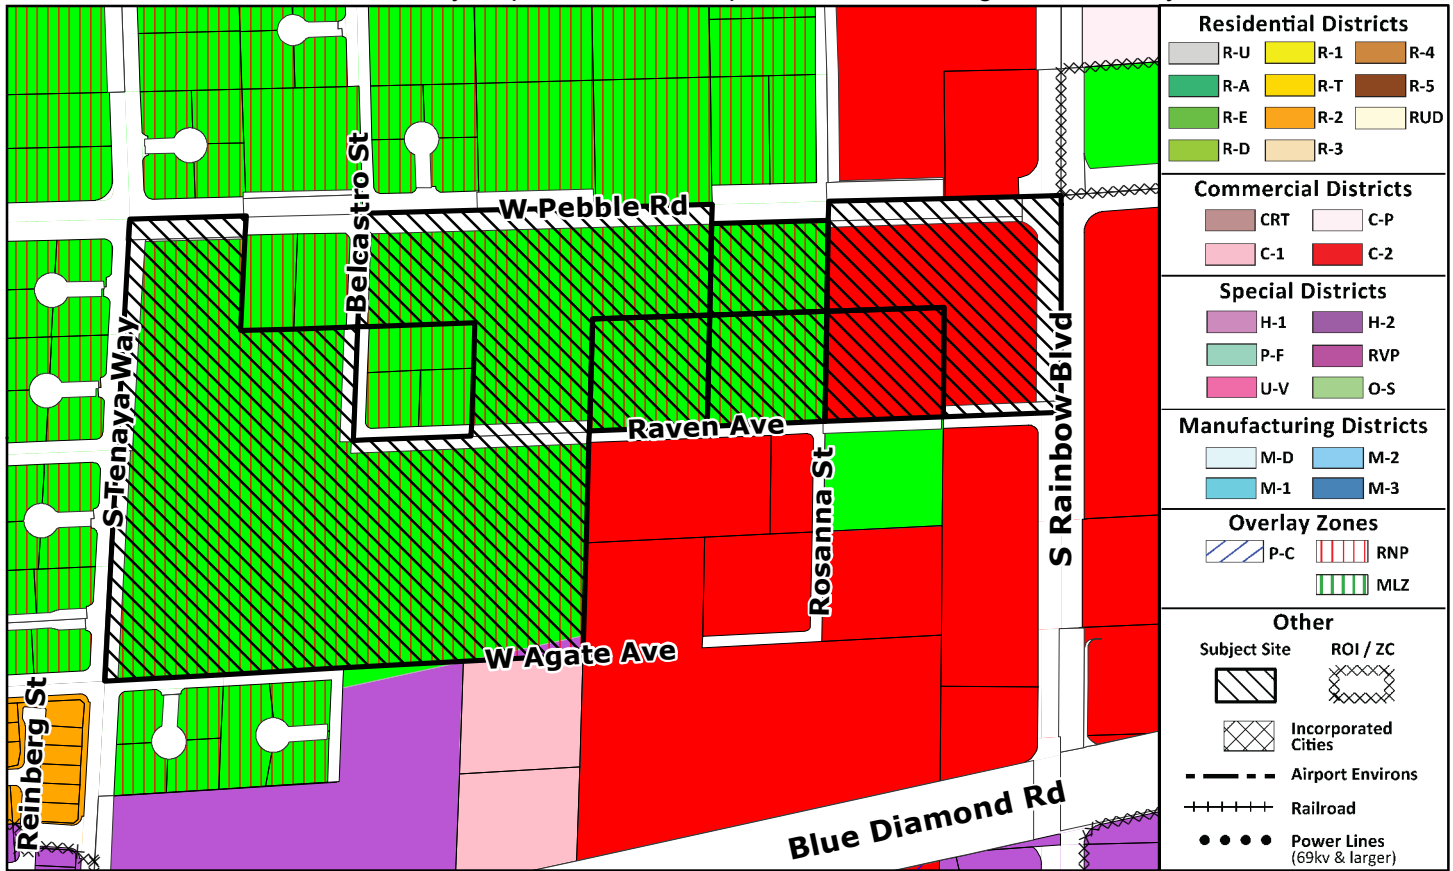 Belcastro St
W Pebble Rd
S Tenaya Way
Raven Ave
Rosanna St
S Rainbow Blvd
W Agate Ave
Reinberg St
Blue Diamond Rd
Residential Districts
R-U R-1 R-4
R-A R-T R-5
R-E R-2 RUD
R-D R-3
Commercial Districts
CRT C-P
C-1 C-2
Special Districts
H-1 H-2
P-F RVP
U-V O-S
Manufacturing Districts
M-D M-2
M-1 M-3
Overlay Zones
P-C RNP
MLZ
Other
Subject Site ROI / ZC
Incorporated
Cities
Airport Environs
Railroad
Power Lines
(69kv & larger)